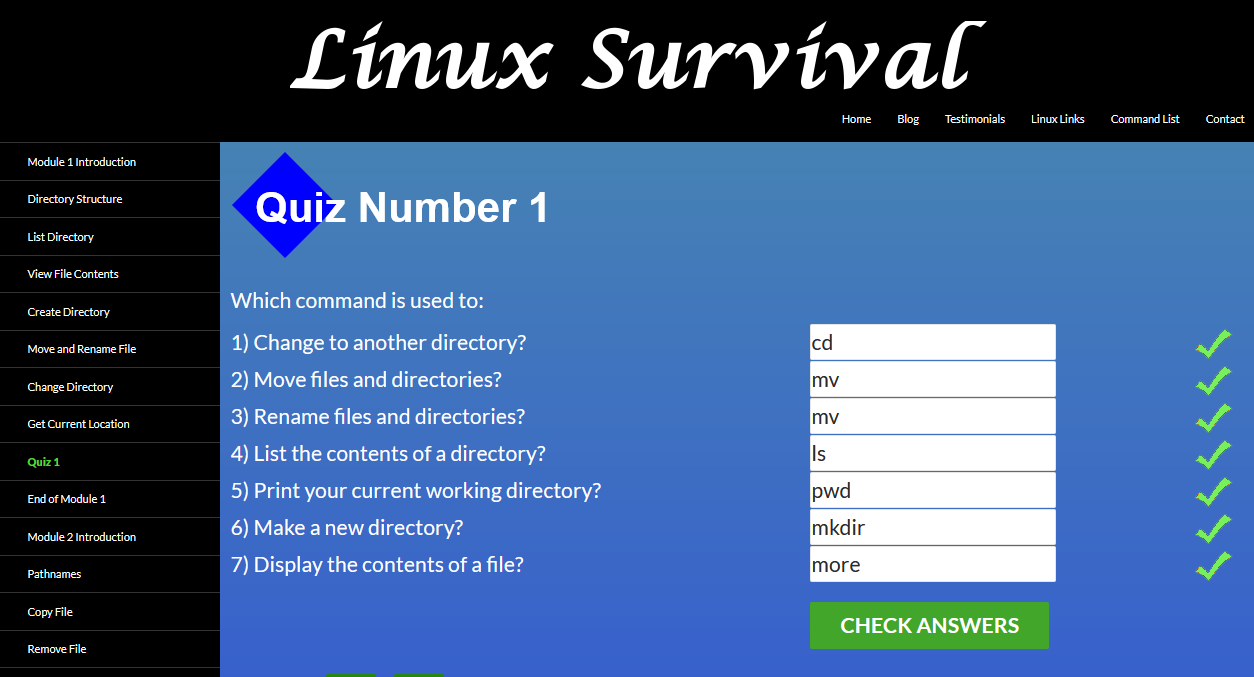 Linux Survival
Home Blog Testimonials Linux Links Command List Contact
Module 1 Introduction
Directory Structure
List Directory
View File Contents
Create Directory
Move and Rename File
Change Directory
Get Current Location
Quiz 1
End of Module 1
Module 2 Introduction
Pathnames
Copy File
Remove File
Quiz Number 1
Which command is used to:
1) Change to another directory? cd
2) Move files and directories? mv
3) Rename files and directories? mv
4) List the contents of a directory? ls
5) Print your current working directory? pwd
6) Make a new directory? mkdir
7) Display the contents of a file? more
CHECK ANSWERS